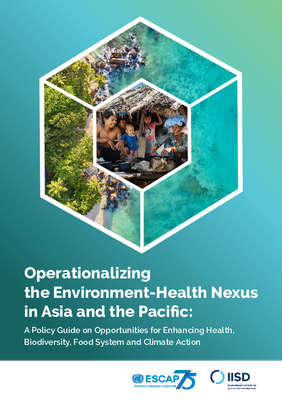 Operationalizing
the Environment-Health Nexus
in Asia and the Pacific:
A Policy Guide on Opportunities for Enhancing Health,
Biodiversity, Food System and Climate Action
ESCAP 75
IISD